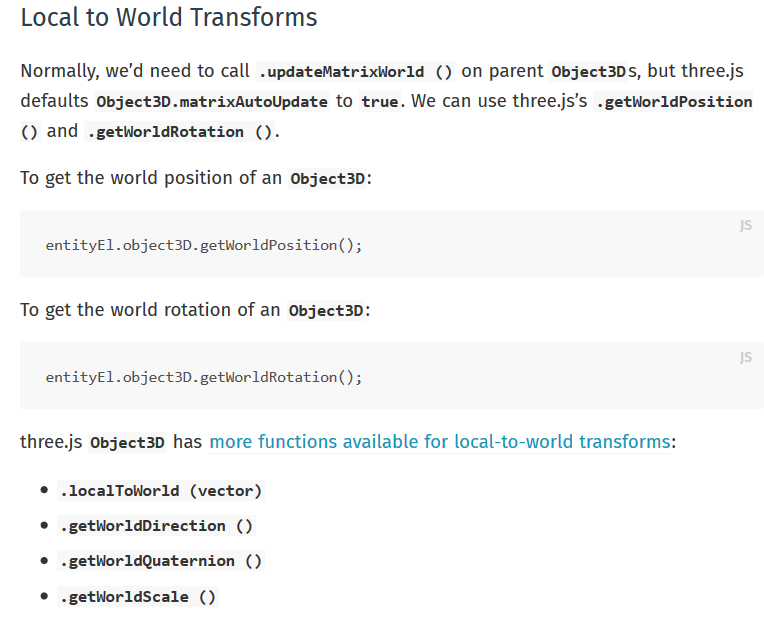 Local to World Transforms
Normally, we’d need to call .updateMatrixWorld () on parent Object3Ds, but three.js
defaults Object3D.matrixAutoUpdate to true. We can use three.js’s .getWorldPosition
() and .getWorldRotation ().
To get the world position of an Object3D:
JS
entityEl.object3D.getWorldPosition();
To get the world rotation of an Object3D:
JS
entityEl.object3D.getWorldRotation();
three.js Object3D has more functions available for local-to-world transforms:
• .localToWorld (vector)
• .getWorldDirection ()
• .getWorldQuaternion ()
• .getWorldScale ()